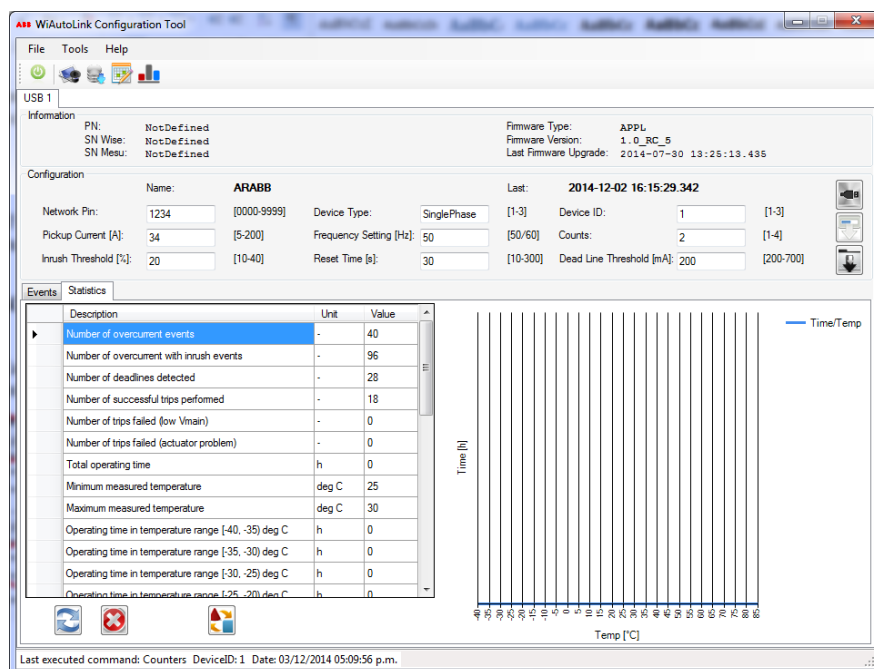 ABB WiAutoLink Configuration Tool
File Tools Help
USB 1
Information
PN: NotDefined Firmware Type: APPL
SN Wise: NotDefined Firmware Version: 1.0_RC_5
SN Mesu: NotDefined Last Firmware Upgrade: 2014-07-30 13:25:13.435
Configuration
Name: ARABB Last: 2014-12-02 16:15:29.342
Network Pin: 1234 [0000-9999] Device Type: SinglePhase [1-3] Device ID: 1 [1-3]
Pickup Current [A]: 34 [5-200] Frequency Setting [Hz]: 50 [50/60] Counts: 2 [1-4]
Inrush Threshold [%]: 20 [10-40] Reset Time [s]: 30 [10-300] Dead Line Threshold [mA]: 200 [200-700]
Events Statistics
Description Unit Value
Number of overcurrent events - 40
Number of overcurrent with inrush events - 96
Number of deadlines detected - 28
Number of successful trips performed - 18
Number of trips failed (low Vmain) - 0
Number of trips failed (actuator problem) - 0
Total operating time h 0
Minimum measured temperature deg C 25
Maximum measured temperature deg C 30
Operating time in temperature range [-40, -35) deg C h 0
Operating time in temperature range [-35, -30) deg C h 0
Operating time in temperature range [-30, -25) deg C h 0
Operating time in temperature range [-25, -20) deg C h 0
Time/Temp
Time [h]
-40 -35 -30 -25 -20 -15 -10 -5 0 5 10 15 20 25 30 35 40 45 50 55 60 65 70 75 80 85
Temp [°C]
Last executed command: Counters DeviceID: 1 Date: 03/12/2014 05:09:56 p.m.